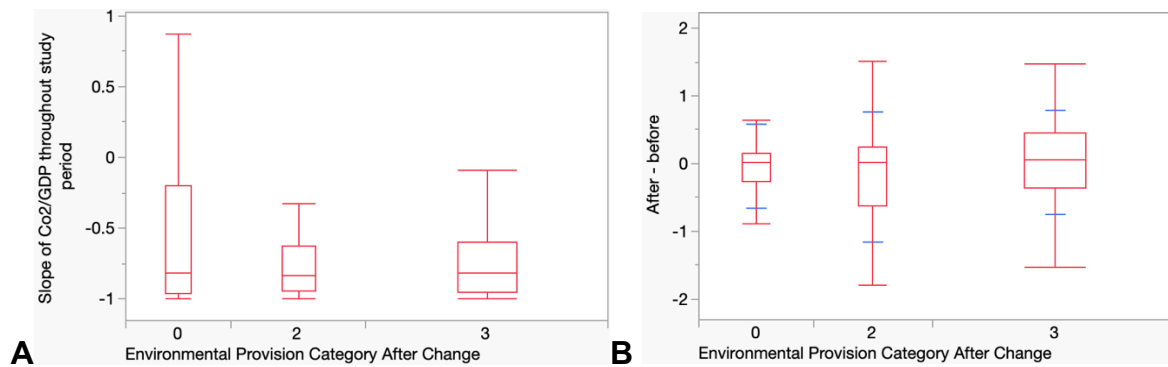 Slope of Co2/GDP throughout study
period
1
0.5
0
-0.5
-1
0 2 3
Environmental Provision Category After Change
A
After - before
2
1
0
-1
-2
0 2 3
Environmental Provision Category After Change
B